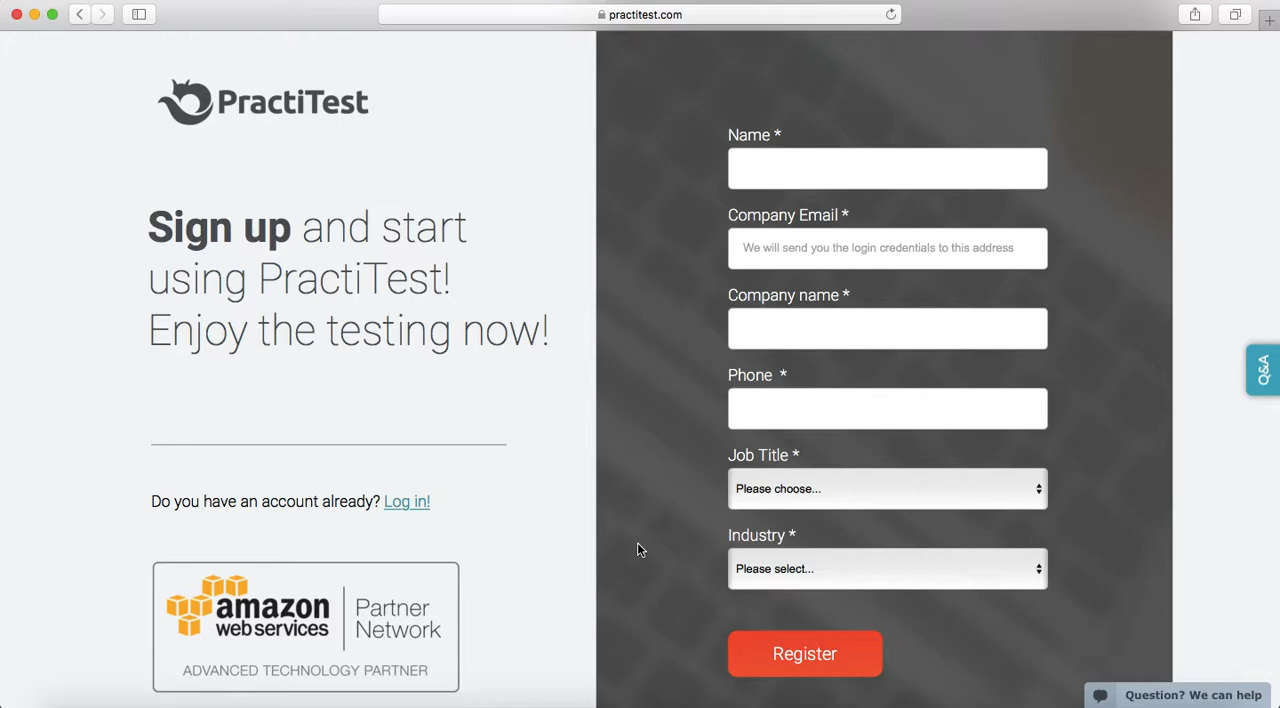 practitest.com
PractiTest
Sign up and start
using PractiTest!
Enjoy the testing now!
Do you have an account already? Log in!
amazon
web services
Partner
Network
ADVANCED TECHNOLOGY PARTNER
Name *
Company Email *
We will send you the login credentials to this address
Company name *
Phone *
Job Title *
Please choose...
Industry *
Please select...
Register
Q&A
Question? We can help